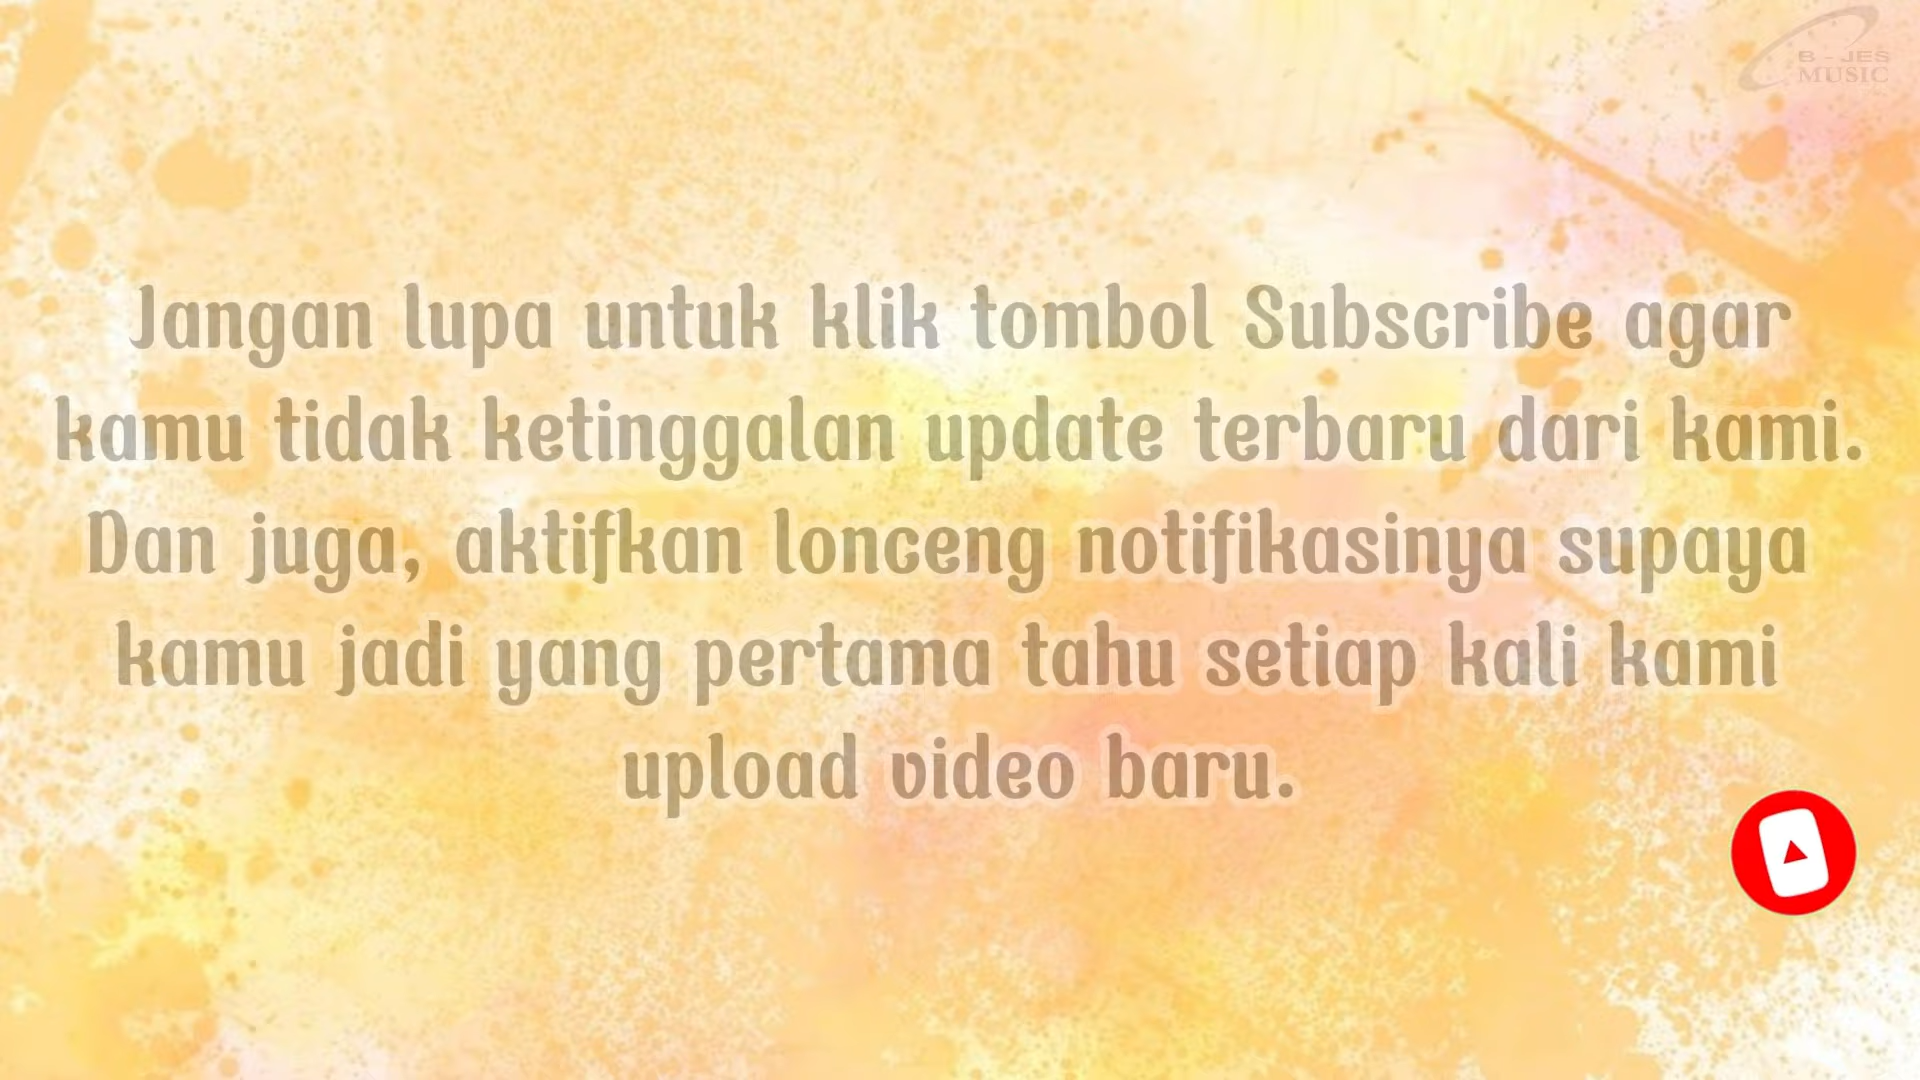 B - JES
MUSIC
Jangan lupa untuk klik tombol Subscribe agar
kamu tidak ketinggalan update terbaru dari kami.
Dan juga, aktifkan lonceng notifikasinya supaya
kamu jadi yang pertama tahu setiap kali kami
upload video baru.